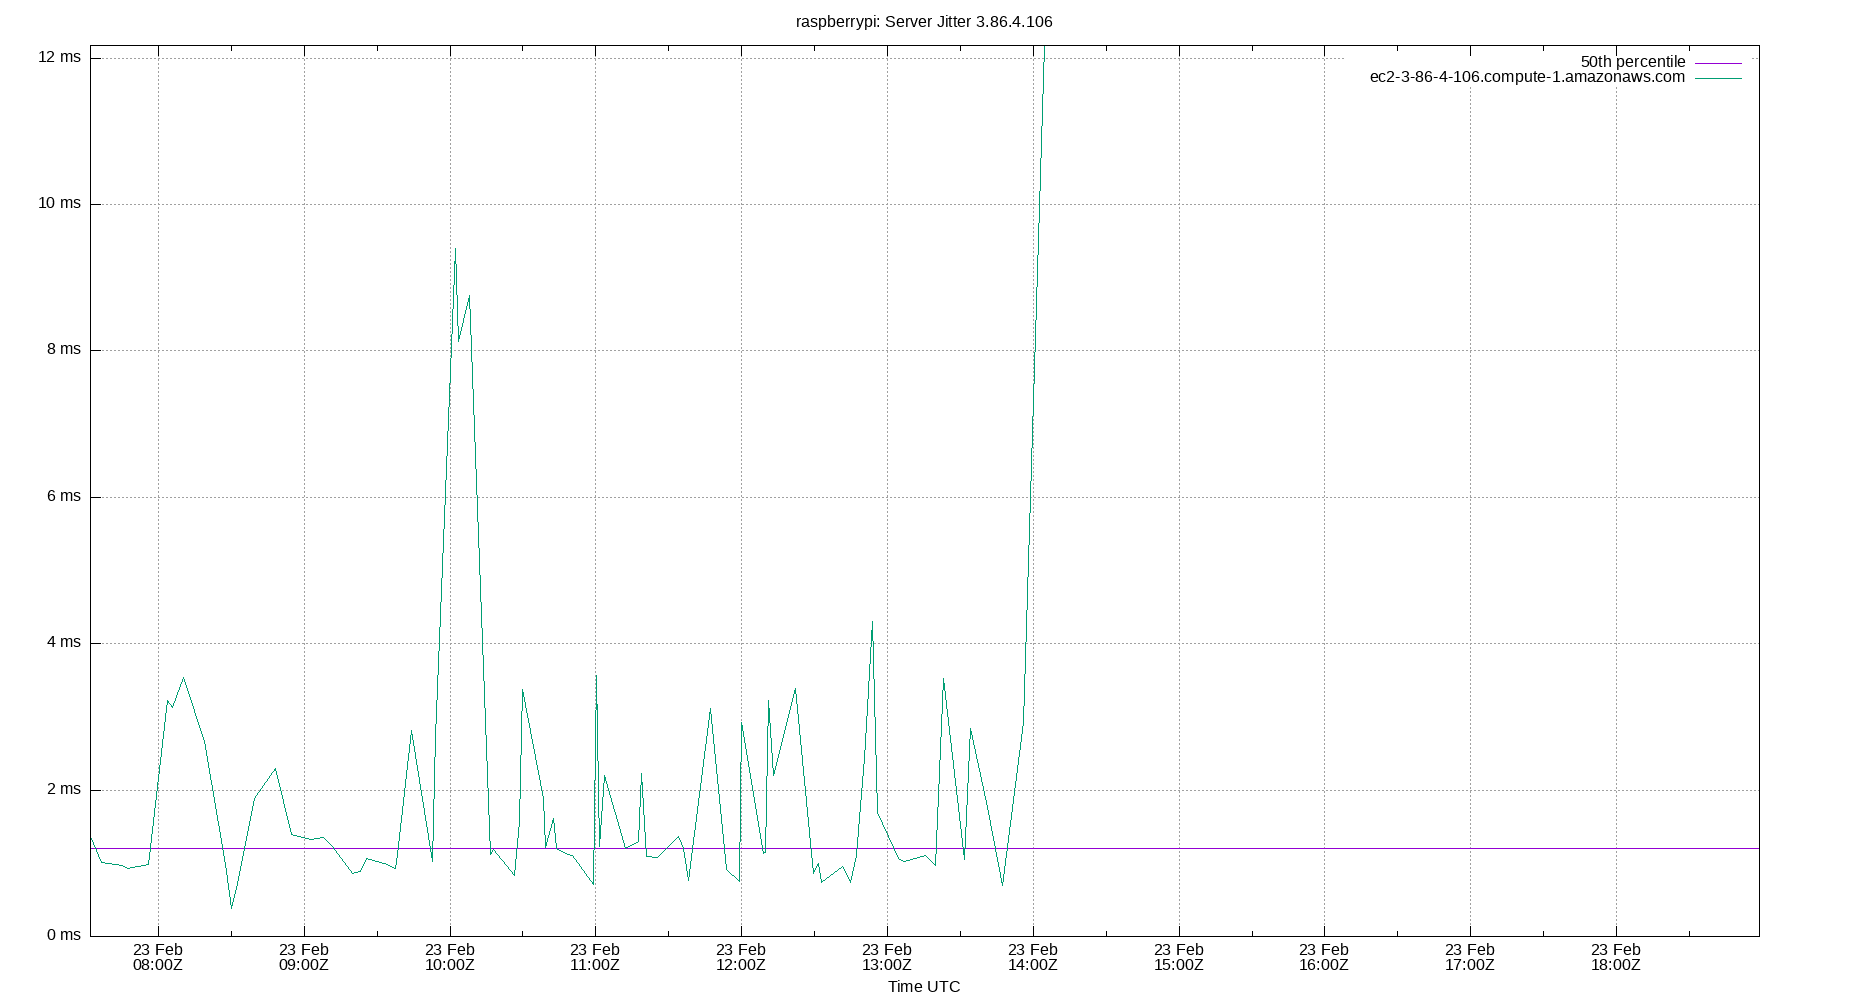 raspberrypi: Server Jitter 3.86.4.106
12 ms
10 ms
8 ms
6 ms
4 ms
2 ms
0 ms
50th percentile
ec2-3-86-4-106.compute-1.amazonaws.com
23 Feb 23 Feb 23 Feb 23 Feb 23 Feb 23 Feb 23 Feb 23 Feb 23 Feb 23 Feb 23 Feb
08:00Z 09:00Z 10:00Z 11:00Z 12:00Z 13:00Z 14:00Z 15:00Z 16:00Z 17:00Z 18:00Z
Time UTC